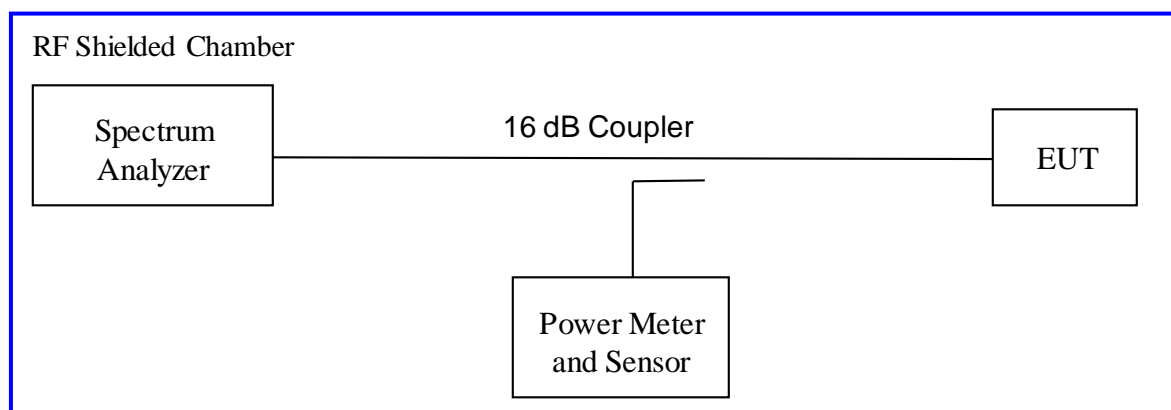 RF Shielded Chamber
Spectrum
Analyzer
16 dB Coupler
EUT
Power Meter
and Sensor